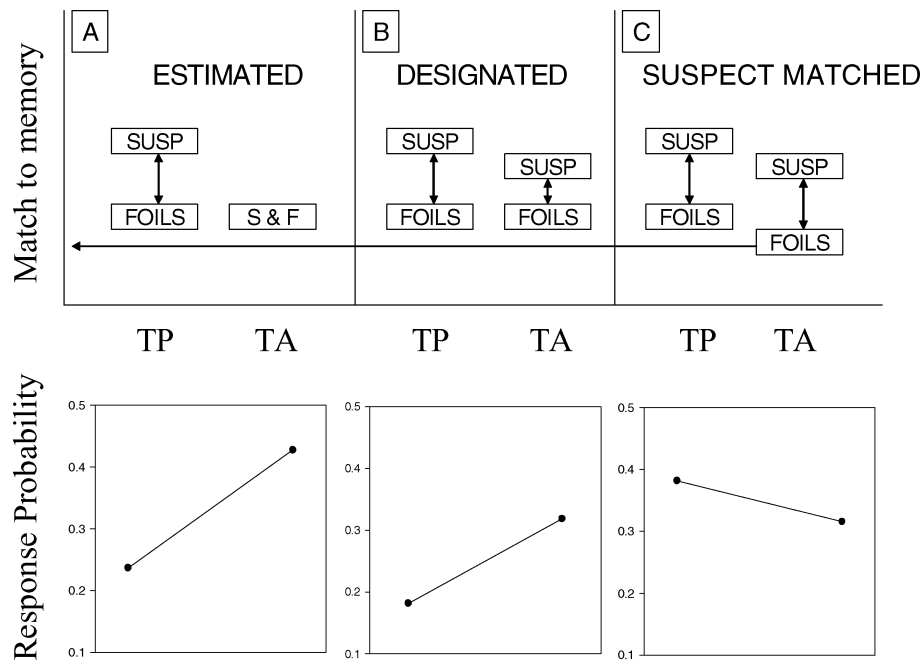 Match to memory
A
B
C
ESTIMATED
DESIGNATED
SUSPECT MATCHED
SUSP
FOILS
S & F
SUSP
SUSP
FOILS
FOILS
SUSP
SUSP
FOILS
FOILS
TP
TA
TP
TA
TP
TA
Response Probability
0.5
0.4
0.3
0.2
0.1
0.5
0.4
0.3
0.2
0.1
0.5
0.4
0.3
0.2
0.1